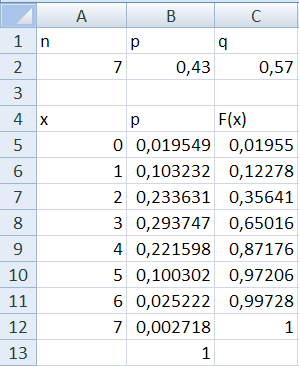 A B C
1 n p q
2 7 0,43 0,57
3
4 x p F(x)
5 0 0,019549 0,01955
6 1 0,103232 0,12278
7 2 0,233631 0,35641
8 3 0,293747 0,65016
9 4 0,221598 0,87176
10 5 0,100302 0,97206
11 6 0,025222 0,99728
12 7 0,002718 1
13 1